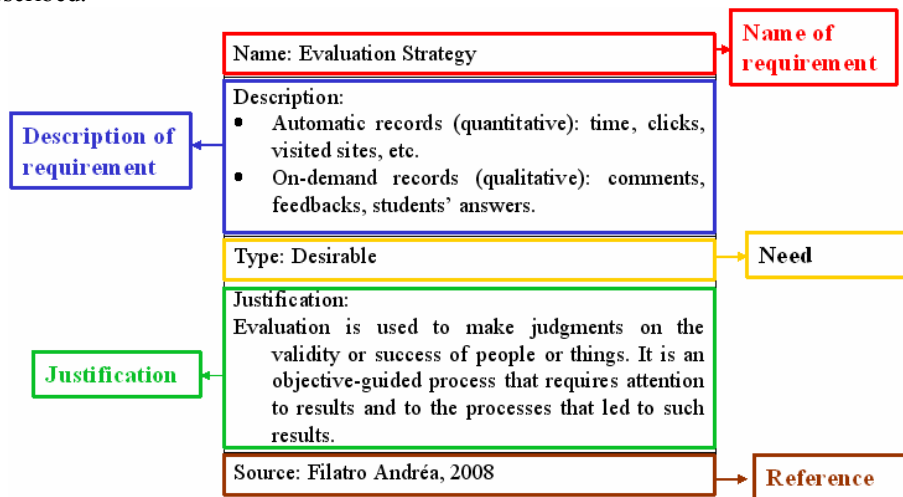 scribed.
Name: Evaluation Strategy
Name of
requirement
Description:
• Automatic records (quantitative): time, clicks,
visited sites, etc.
• On-demand records (qualitative): comments,
feedbacks, students' answers.
Description of
requirement
Type: Desirable
Need
Justification:
Evaluation is used to make judgments on the
validity or success of people or things. It is an
objective-guided process that requires attention
to results and to the processes that led to such
results.
Justification
Source: Filatro Andréa, 2008
Reference